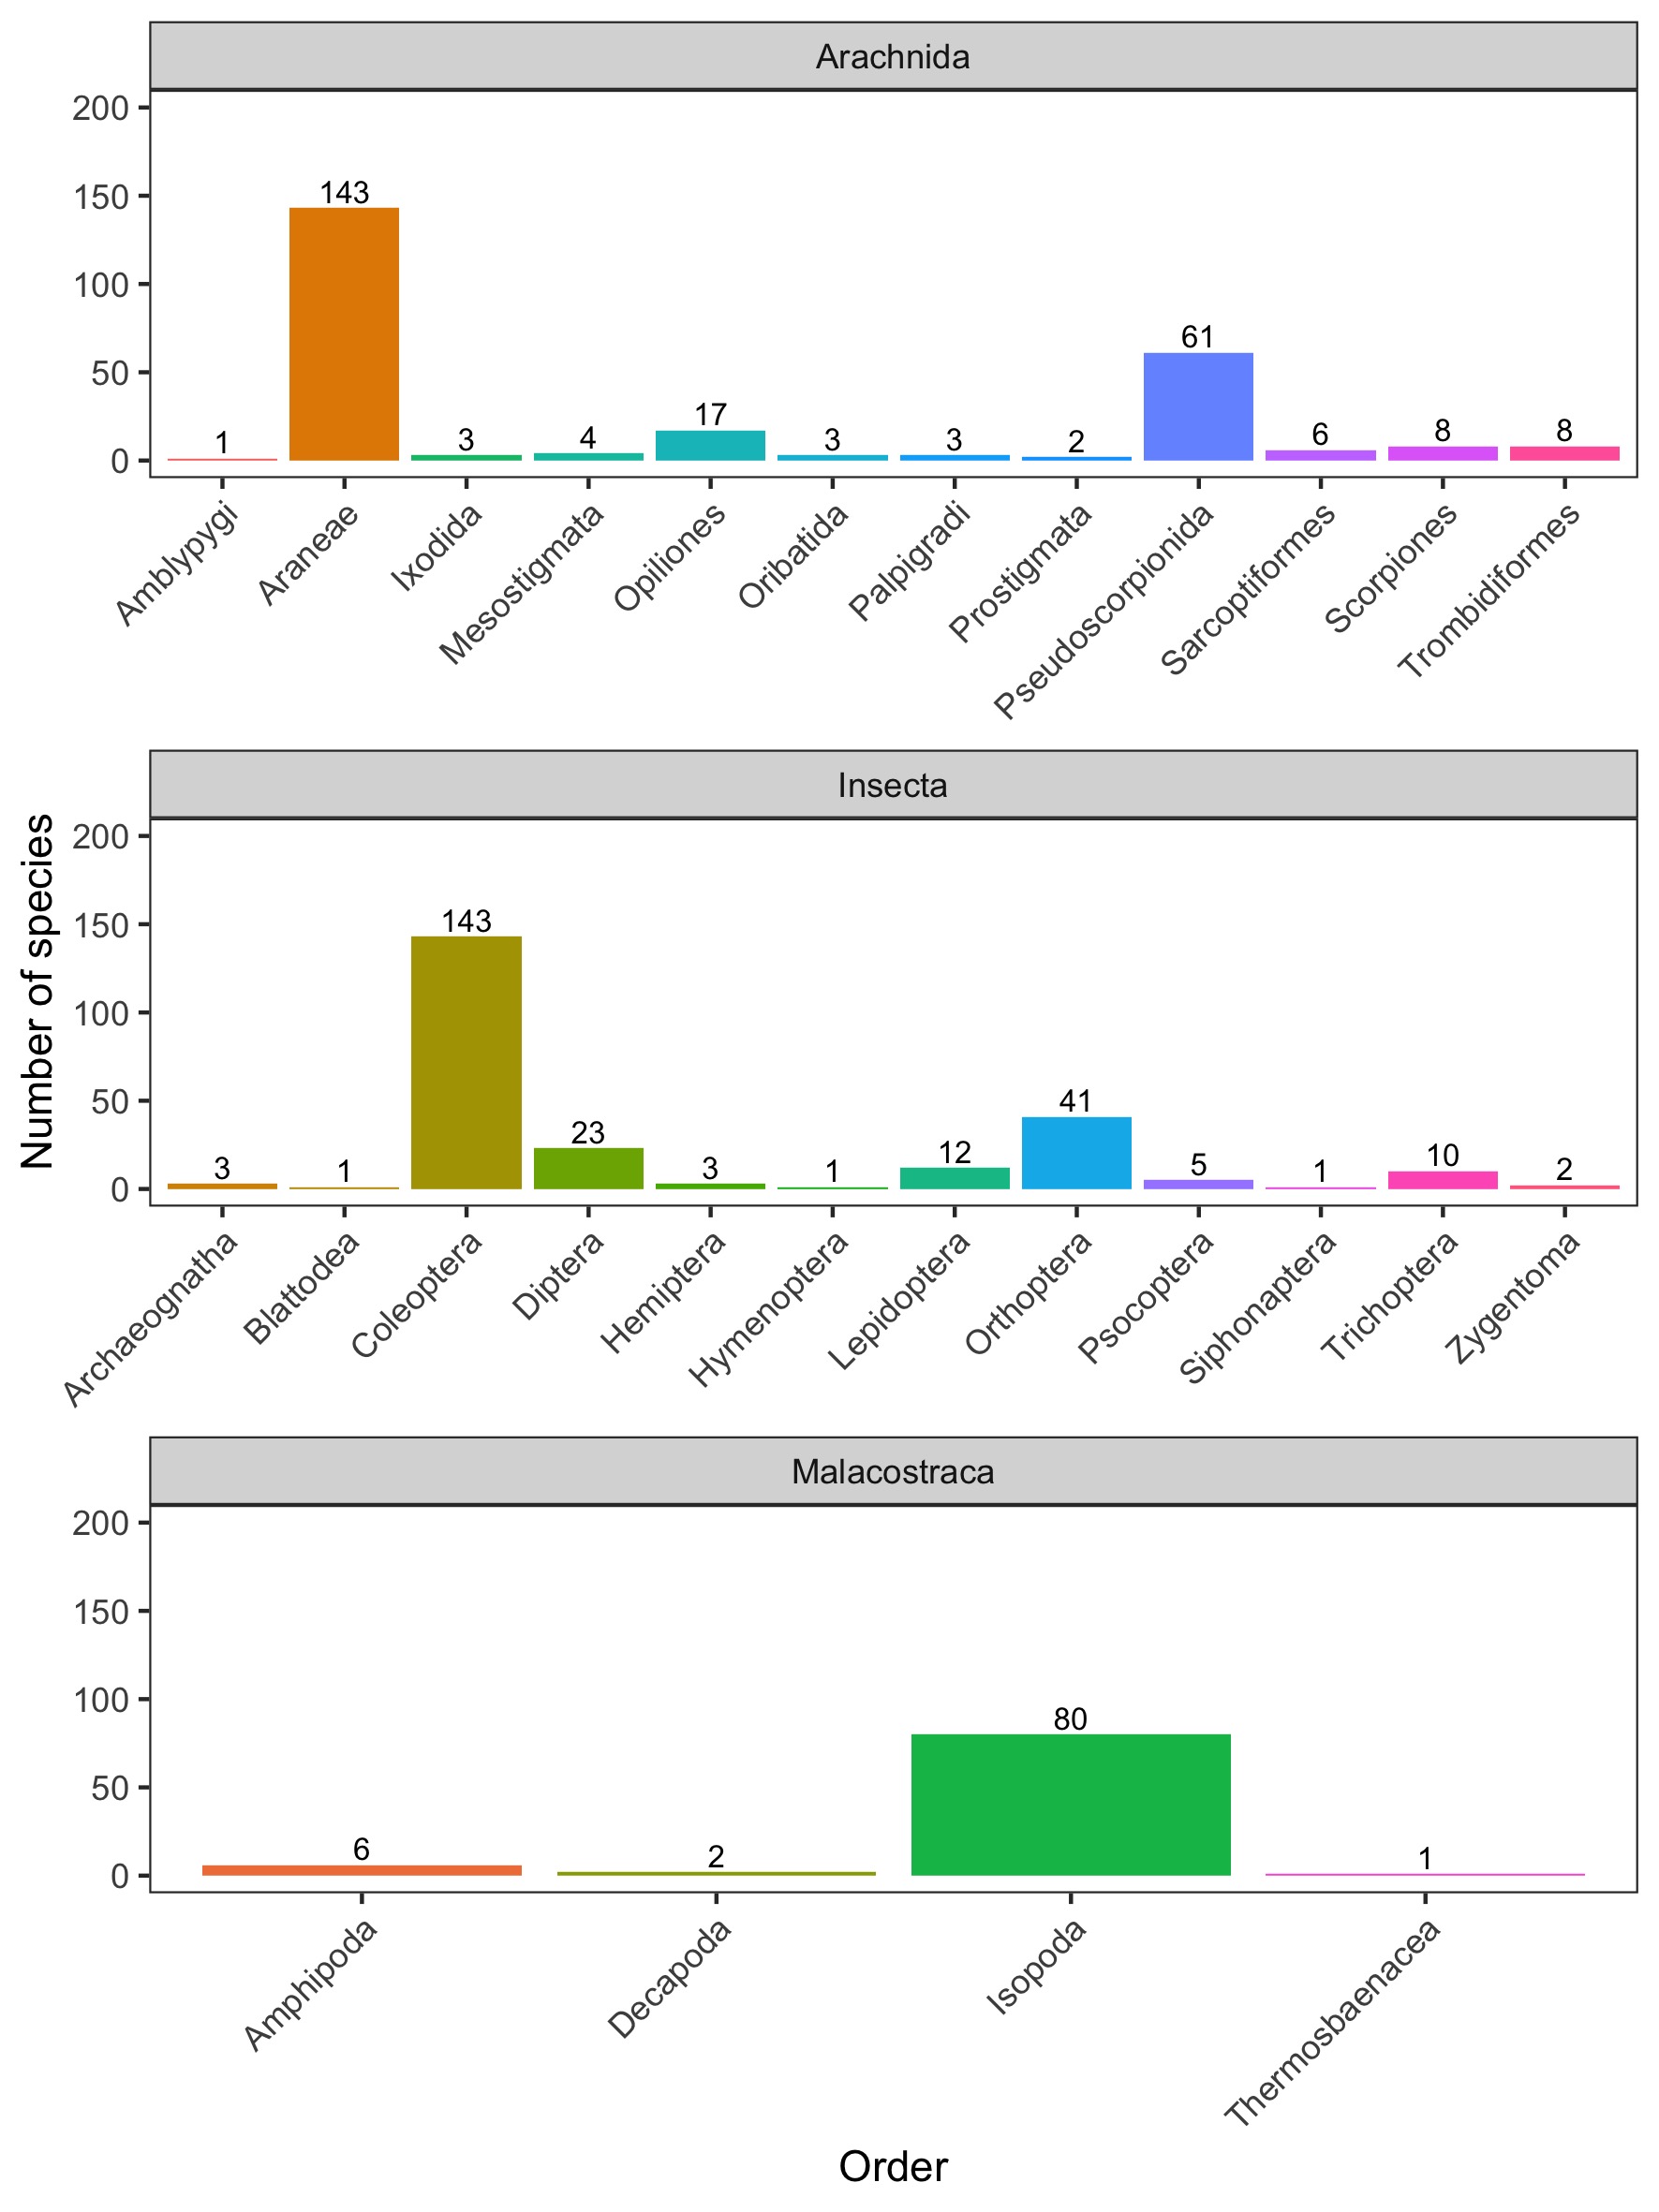 Arachnida
200
150
100
50
0
1
143
3
4
17
3
3
2
61
6
8
8
Amblypygi
Araneae
Ixodida
Mesostigmata
Opiliones
Oribatida
Palpigradi
Prostigmata
Pseudoscorpionida
Sarcoptiformes
Scorpiones
Trombidiformes
Number of species
Insecta
200
150
100
50
0
3
1
143
23
3
1
12
41
5
1
10
2
Archaeognatha
Blattodea
Coleoptera
Diptera
Hemiptera
Hymenoptera
Lepidoptera
Orthoptera
Psocoptera
Siphonaptera
Trichoptera
Zygentoma
Malacostraca
200
150
100
50
0
6
2
80
1
Amphipoda
Decapoda
Isopoda
Thermosbaenacea
Order